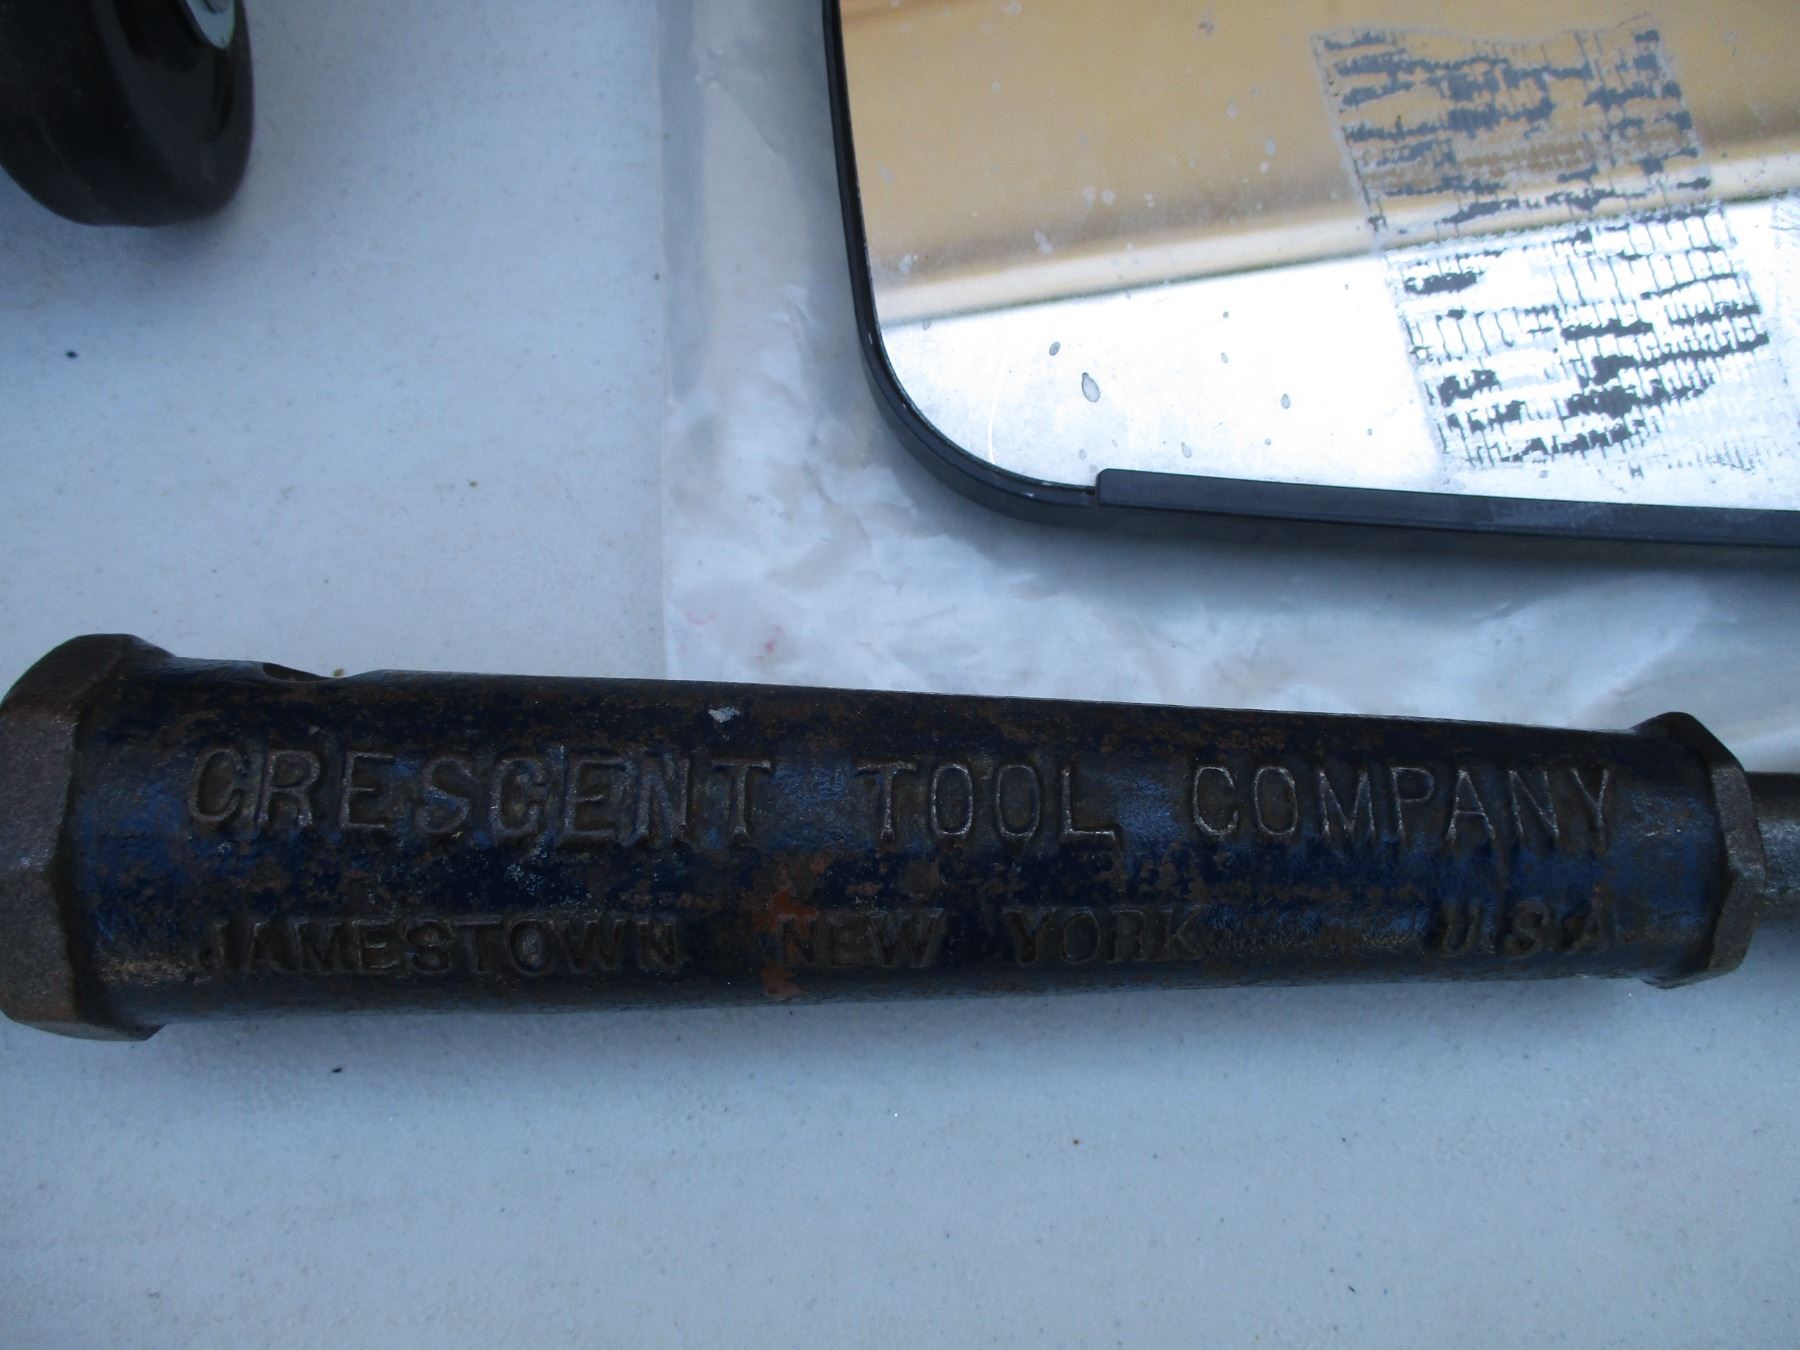 CRESCENT TOOL COMPANY
JAMESTOWN NEW YORK U.S.A